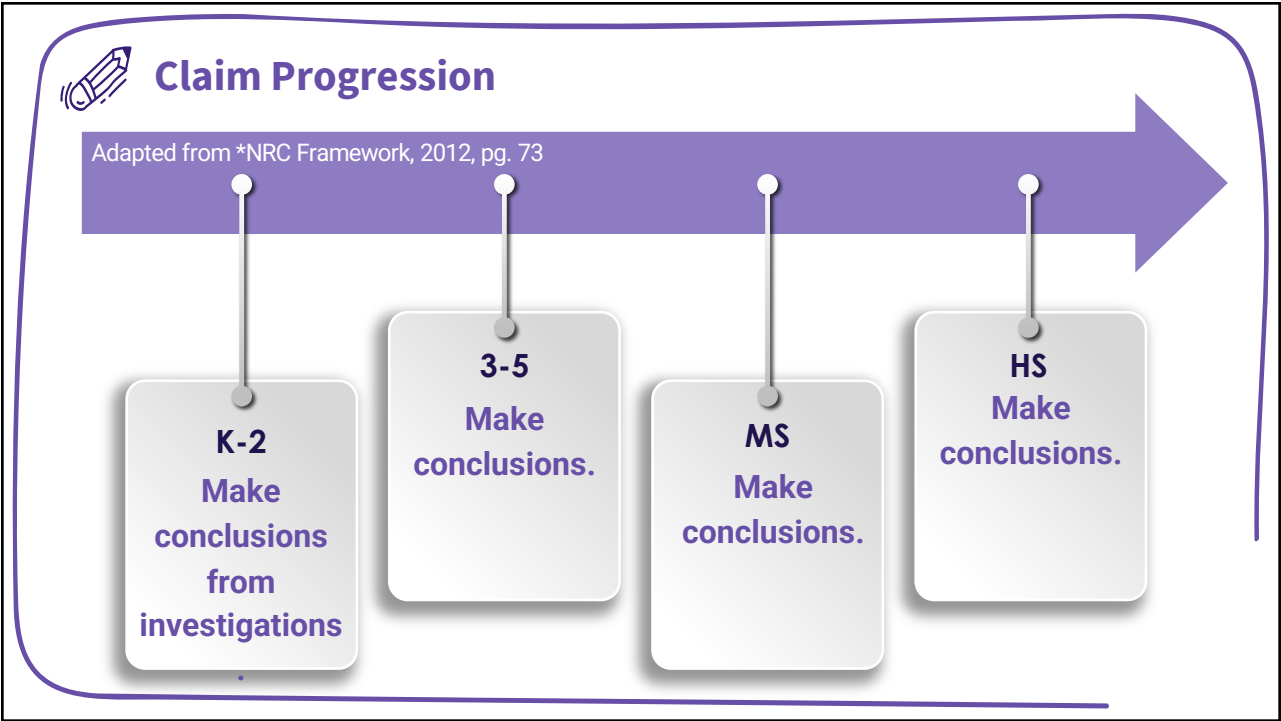 Claim Progression
Adapted from *NRC Framework, 2012, pg. 73
K-2
Make
conclusions
from
investigations
.
3-5
Make
conclusions.
MS
Make
conclusions.
HS
Make
conclusions.